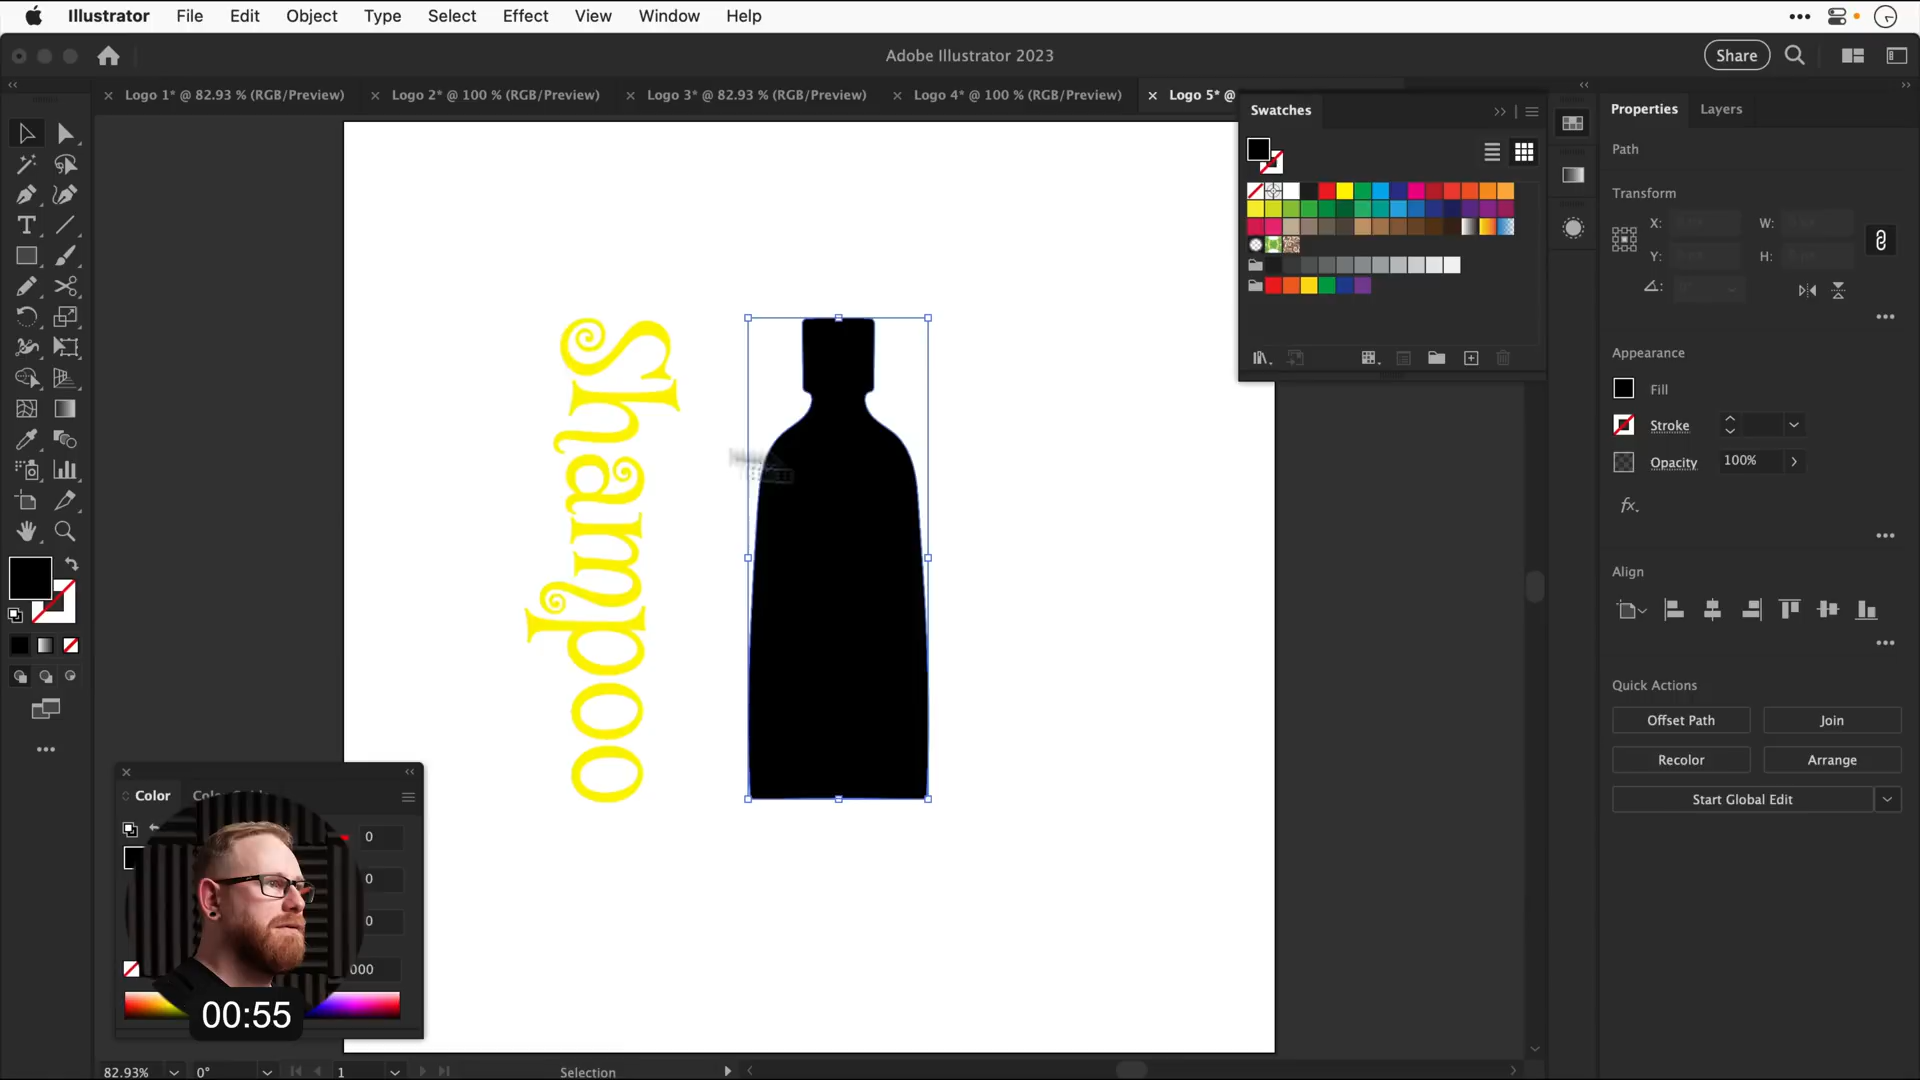 Illustrator File Edit Object Type Select Effect View Window Help
Adobe Illustrator 2023
Share
Logo 1* @ 82.93 % (RGB/Preview)
Logo 2* @ 100 % (RGB/Preview)
Logo 3* @ 82.93 % (RGB/Preview)
Logo 4* @ 100 % (RGB/Preview)
Logo 5* @
Swatches
Properties
Layers
Path
Transform
X:
W:
Y:
H:
Appearance
Fill
Stroke
Opacity
100%
fx.
Align
Quick Actions
Offset Path
Join
Recolor
Arrange
Start Global Edit
Shampoo
Color
0
0
0
000
00:55
82.93%
0°
1
Selection